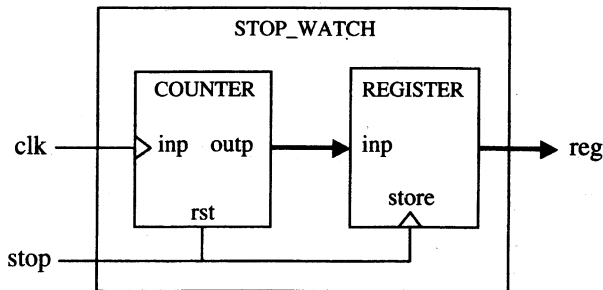 STOP_WATCH
COUNTER
REGISTER
clk
inp
outp
inp
reg
rst
store
stop